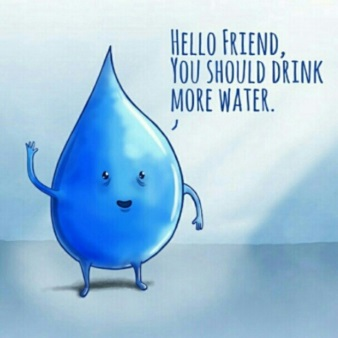 Hello Friend,
You should drink
more water.